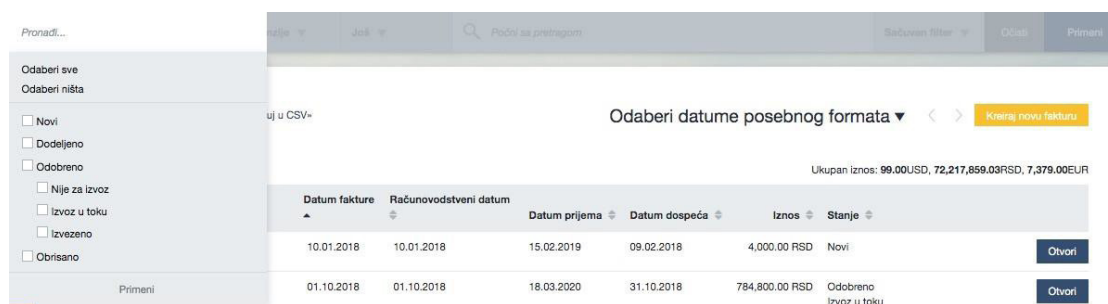 Pronađi...
nzije ▼ Još ▼ Počni sa pretragom Sačuvan filter ▼ Očisti Primeni
Odaberi sve
Odaberi ništa
Novi
Dodeljeno
Odobreno
Nije za izvoz
Izvoz u toku
Izvezeno
Obrisano
Primeni
uj u CSV»
Odaberi datume posebnog formata ▼ Kreiraj novu fakturu
Ukupan iznos: 99.00USD, 72,217,859.03RSD, 7,379.00EUR
Datum fakture Računovodstveni datum Datum prijema Datum dospeća Iznos Stanje
10.01.2018 10.01.2018 15.02.2019 09.02.2018 4,000.00 RSD Novi Otvori
01.10.2018 01.10.2018 18.03.2020 31.10.2018 784,800.00 RSD Odobreno Otvori
Izvoz u toku